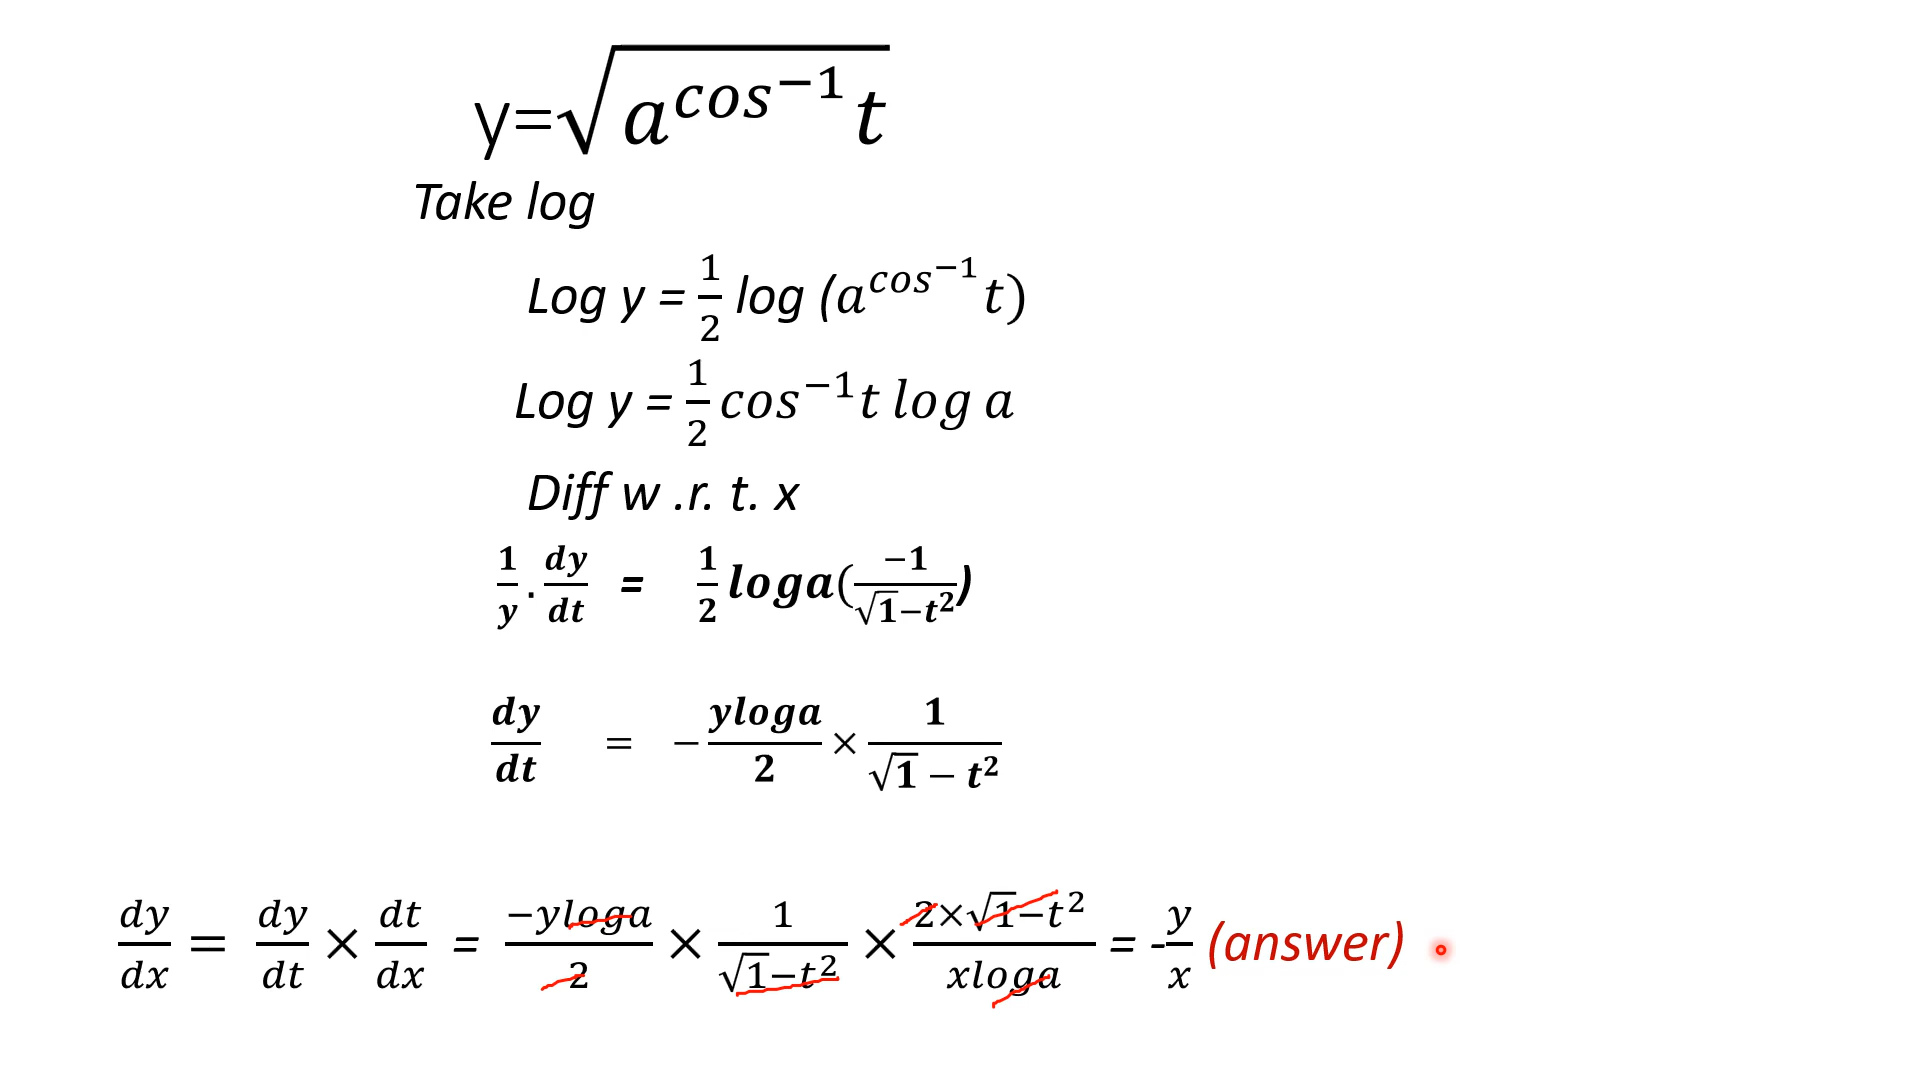 y=√a^cos⁻¹ t
Take log
Log y = 1/2 log (a^cos⁻¹ t)
Log y = 1/2 cos⁻¹ t log a
Diff w .r. t. x
1/y . dy/dt = 1/2 loga(−1/√1−t²)
dy/dt = − yloga/2 × 1/√1 − t²
dy/dx = dy/dt × dt/dx = −yloga/2 × 1/√1−t² × 2×√1−t²/xloga = -y/x (answer)